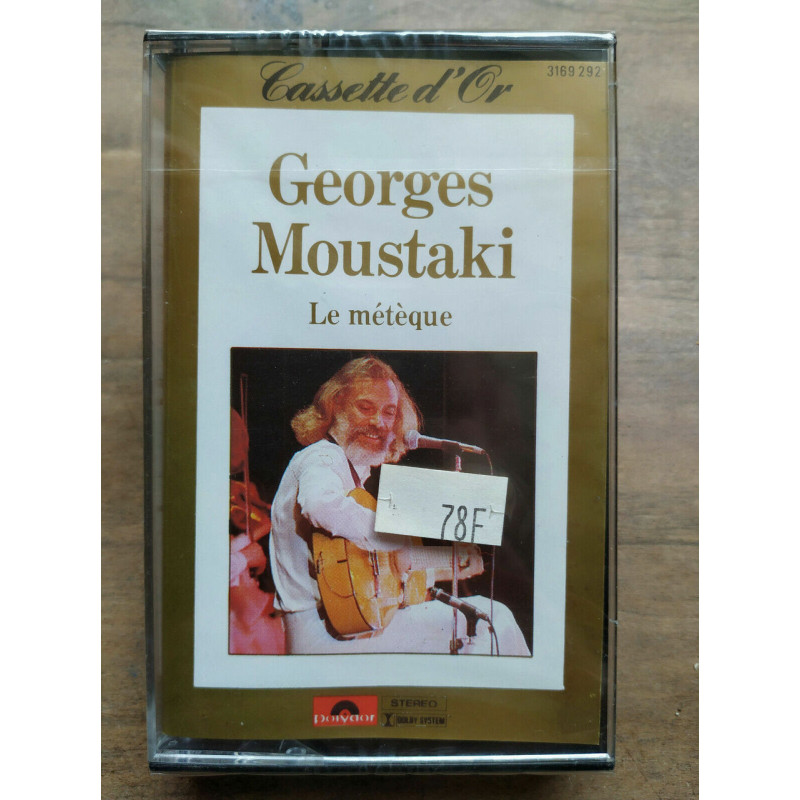 Cassette d'Or
3169 292
Georges
Moustaki
Le métèque
78F
polydor
STEREO
DOLBY SYSTEM